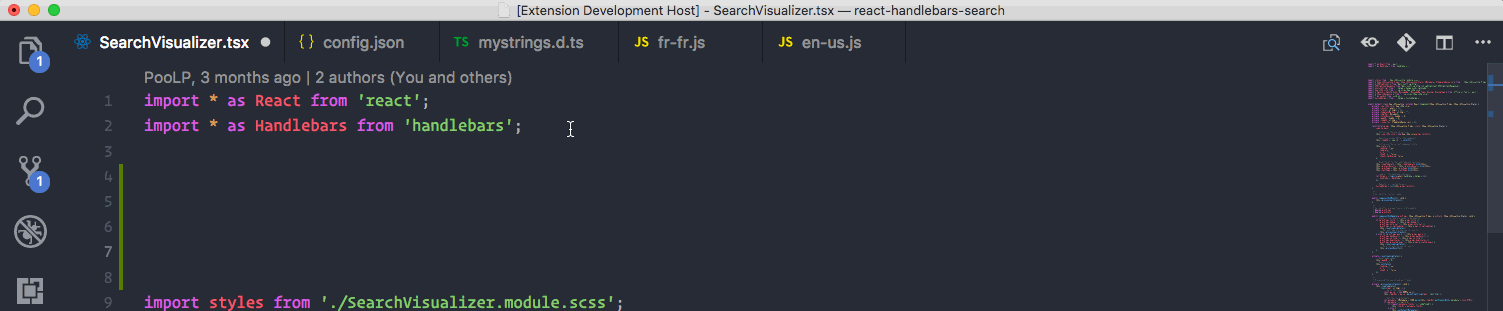 [Extension Development Host] - SearchVisualizer.tsx — react-handlebars-search
SearchVisualizer.tsx { } config.json TS mystrings.d.ts JS fr-fr.js JS en-us.js
1
PooLP, 3 months ago | 2 authors (You and others)
1 import * as React from 'react';
2 import * as Handlebars from 'handlebars';
3
4
1
5
6
7
8
9 import styles from './SearchVisualizer.module.scss';